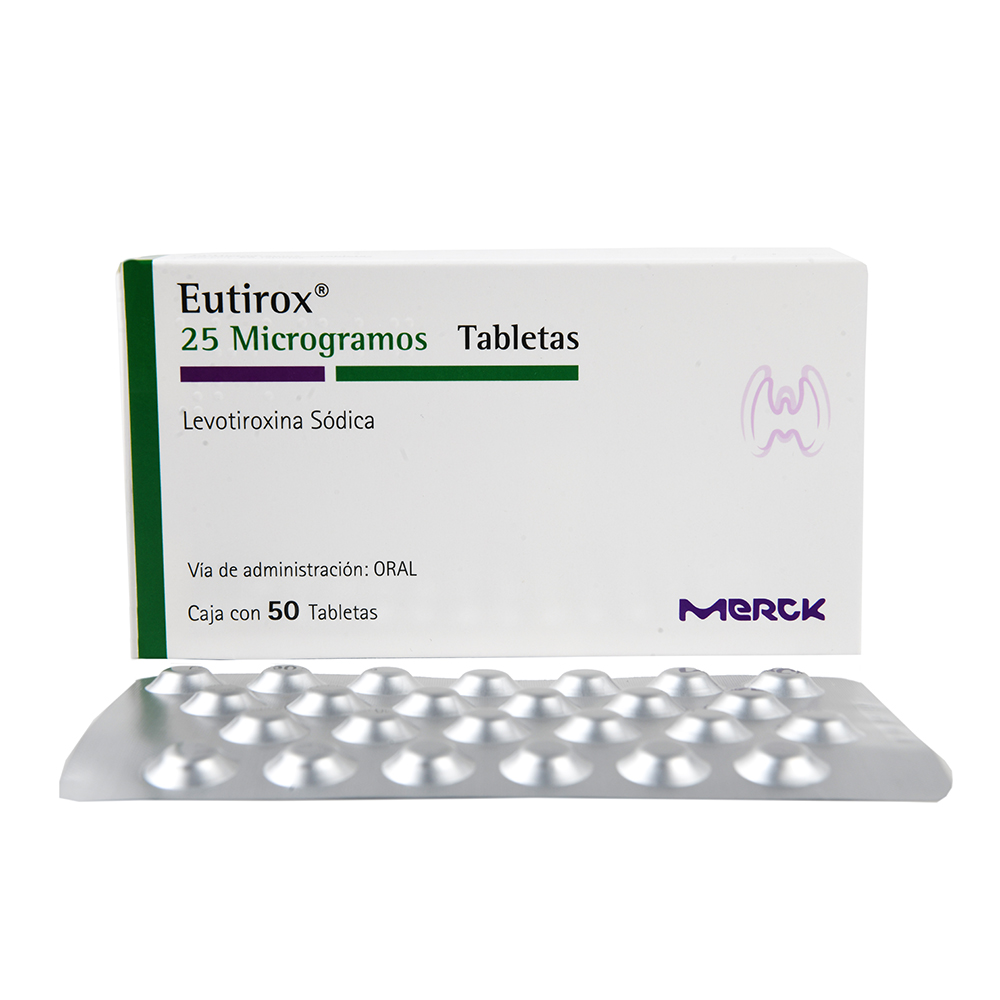 Eutirox®
25 Microgramos Tabletas
Levotiroxina Sódica
Vía de administración: ORAL
Caja con 50 Tabletas
MERCK